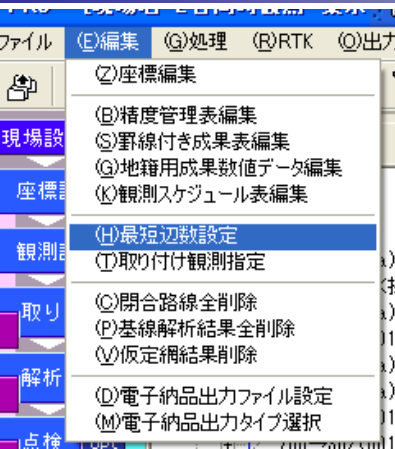 ファイル (E)編集 (G)処理 (R)RTK (O)出力
(Z)座標編集
(B)精度管理表編集
(S)罫線付き成果表編集
(G)地籍用成果数値データ編集
(K)観測スケジュール表編集
(H)最短辺数設定
(T)取り付け観測指定
(C)閉合路線全削除
(P)基線解析結果全削除
(V)仮定網結果削除
(D)電子納品出力ファイル設定
(M)電子納品出力タイプ選択
現場設
座標
観測
取り
解析
点検